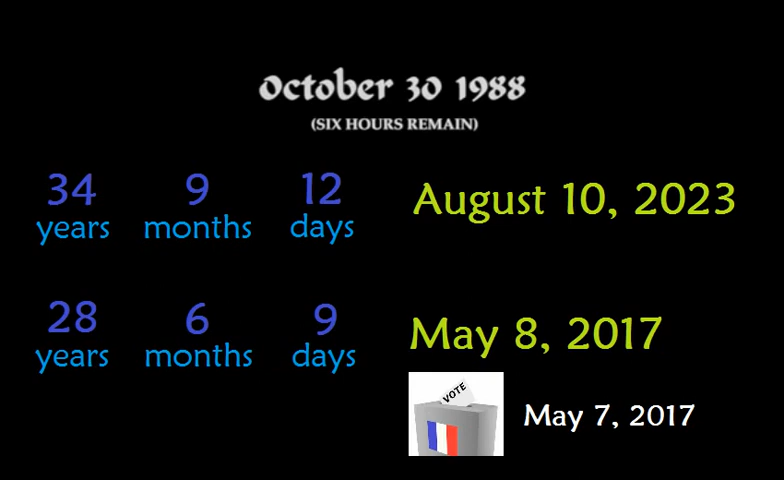 October 30 1988
(SIX HOURS REMAIN)
34 9 12 August 10, 2023
years months days
28 6 9 May 8, 2017
years months days
VOTE
May 7, 2017